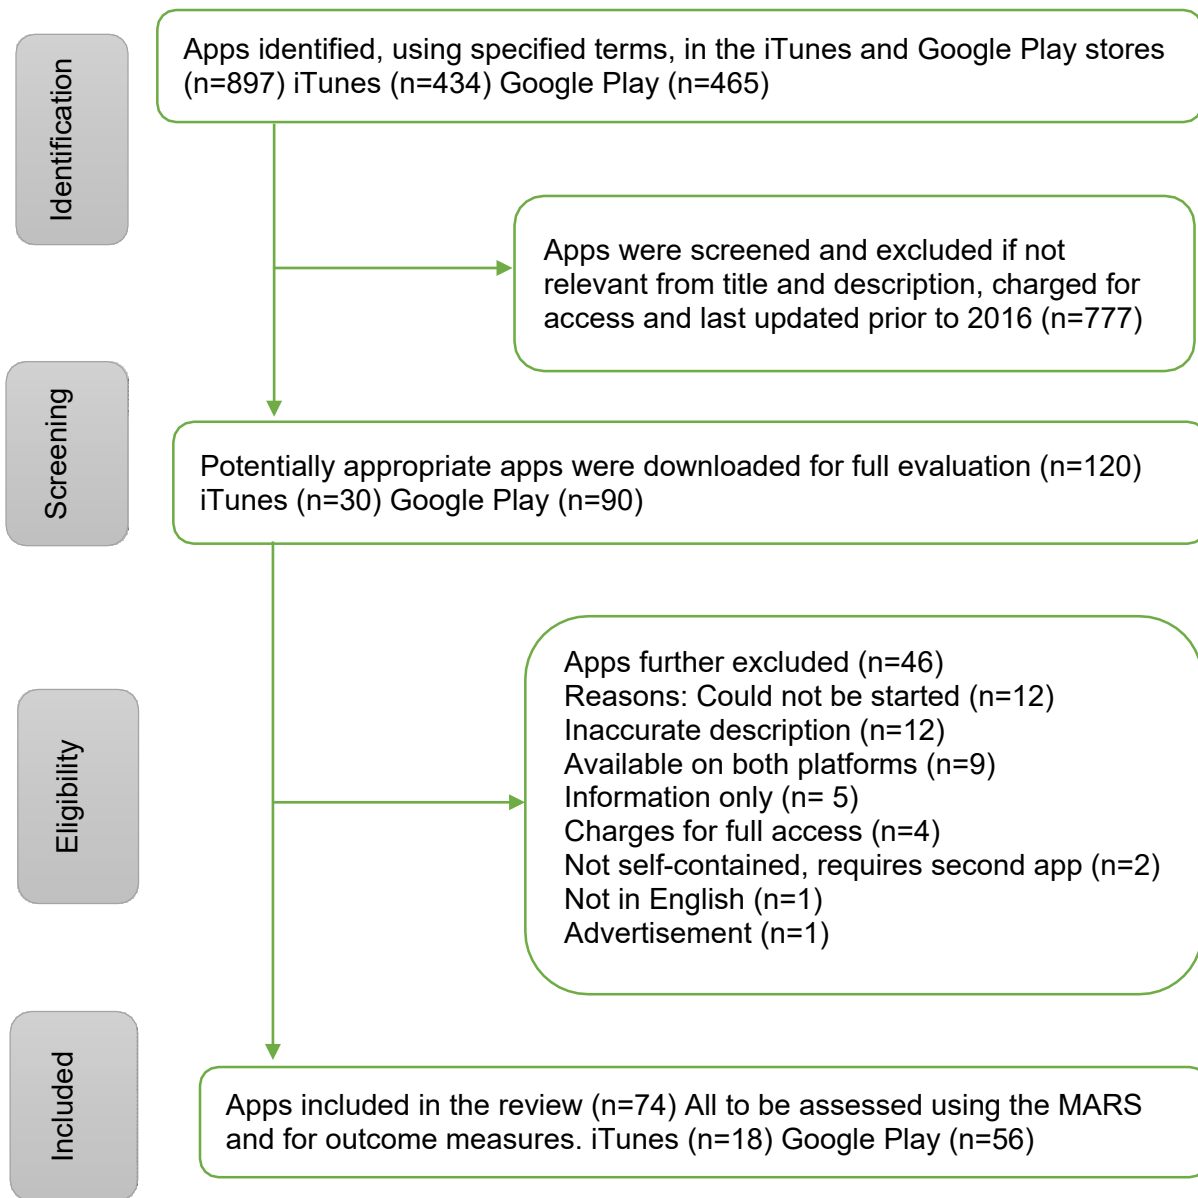 Identification
Apps identified, using specified terms, in the iTunes and Google Play stores
(n=897) iTunes (n=434) Google Play (n=465)
Apps were screened and excluded if not
relevant from title and description, charged for
access and last updated prior to 2016 (n=777)
Screening
Potentially appropriate apps were downloaded for full evaluation (n=120)
iTunes (n=30) Google Play (n=90)
Eligibility
Apps further excluded (n=46)
Reasons: Could not be started (n=12)
Inaccurate description (n=12)
Available on both platforms (n=9)
Information only (n= 5)
Charges for full access (n=4)
Not self-contained, requires second app (n=2)
Not in English (n=1)
Advertisement (n=1)
Included
Apps included in the review (n=74) All to be assessed using the MARS
and for outcome measures. iTunes (n=18) Google Play (n=56)